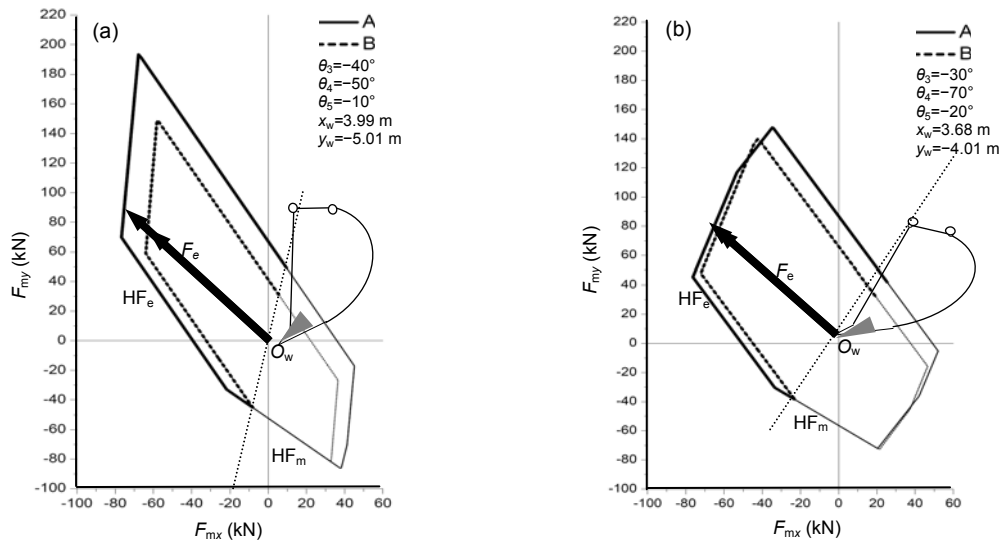 (a)
A
B
θ3=−40°
θ4=−50°
θ5=−10°
xw=3.99 m
yw=−5.01 m
220
200
180
160
140
120
100
80
60
40
20
0
-20
-40
-60
-80
-100
Fmy (kN)
HFe
Fe
Ow
HFm
-100 -80 -60 -40 -20 0 20 40 60
Fmx (kN)
(b)
A
B
θ3=−30°
θ4=−70°
θ5=−20°
xw=3.68 m
yw=−4.01 m
220
200
180
160
140
120
100
80
60
40
20
0
-20
-40
-60
-80
-100
Fmy (kN)
HFe
Fe
Ow
HFm
-100 -80 -60 -40 -20 0 20 40 60
Fmx (kN)